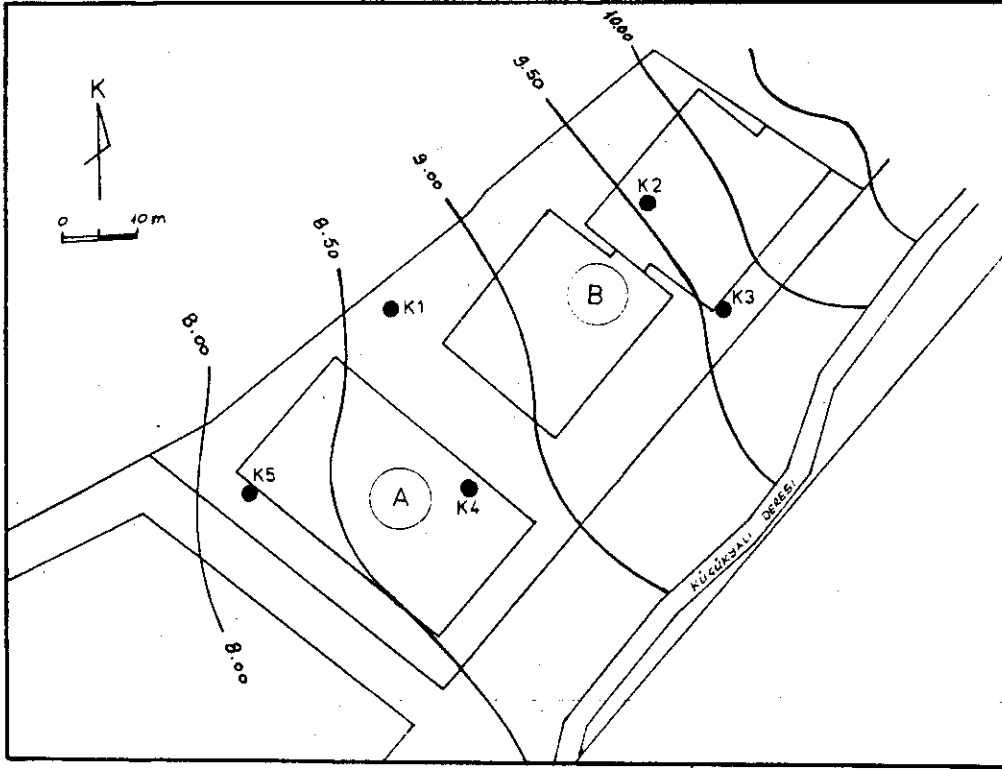 10.00
9.50
K
9.00
K2
0 10 m
8.50
B
K1
K3
8.00
K5
A
K4
KÜÇÜKYALI DERESİ
8.00